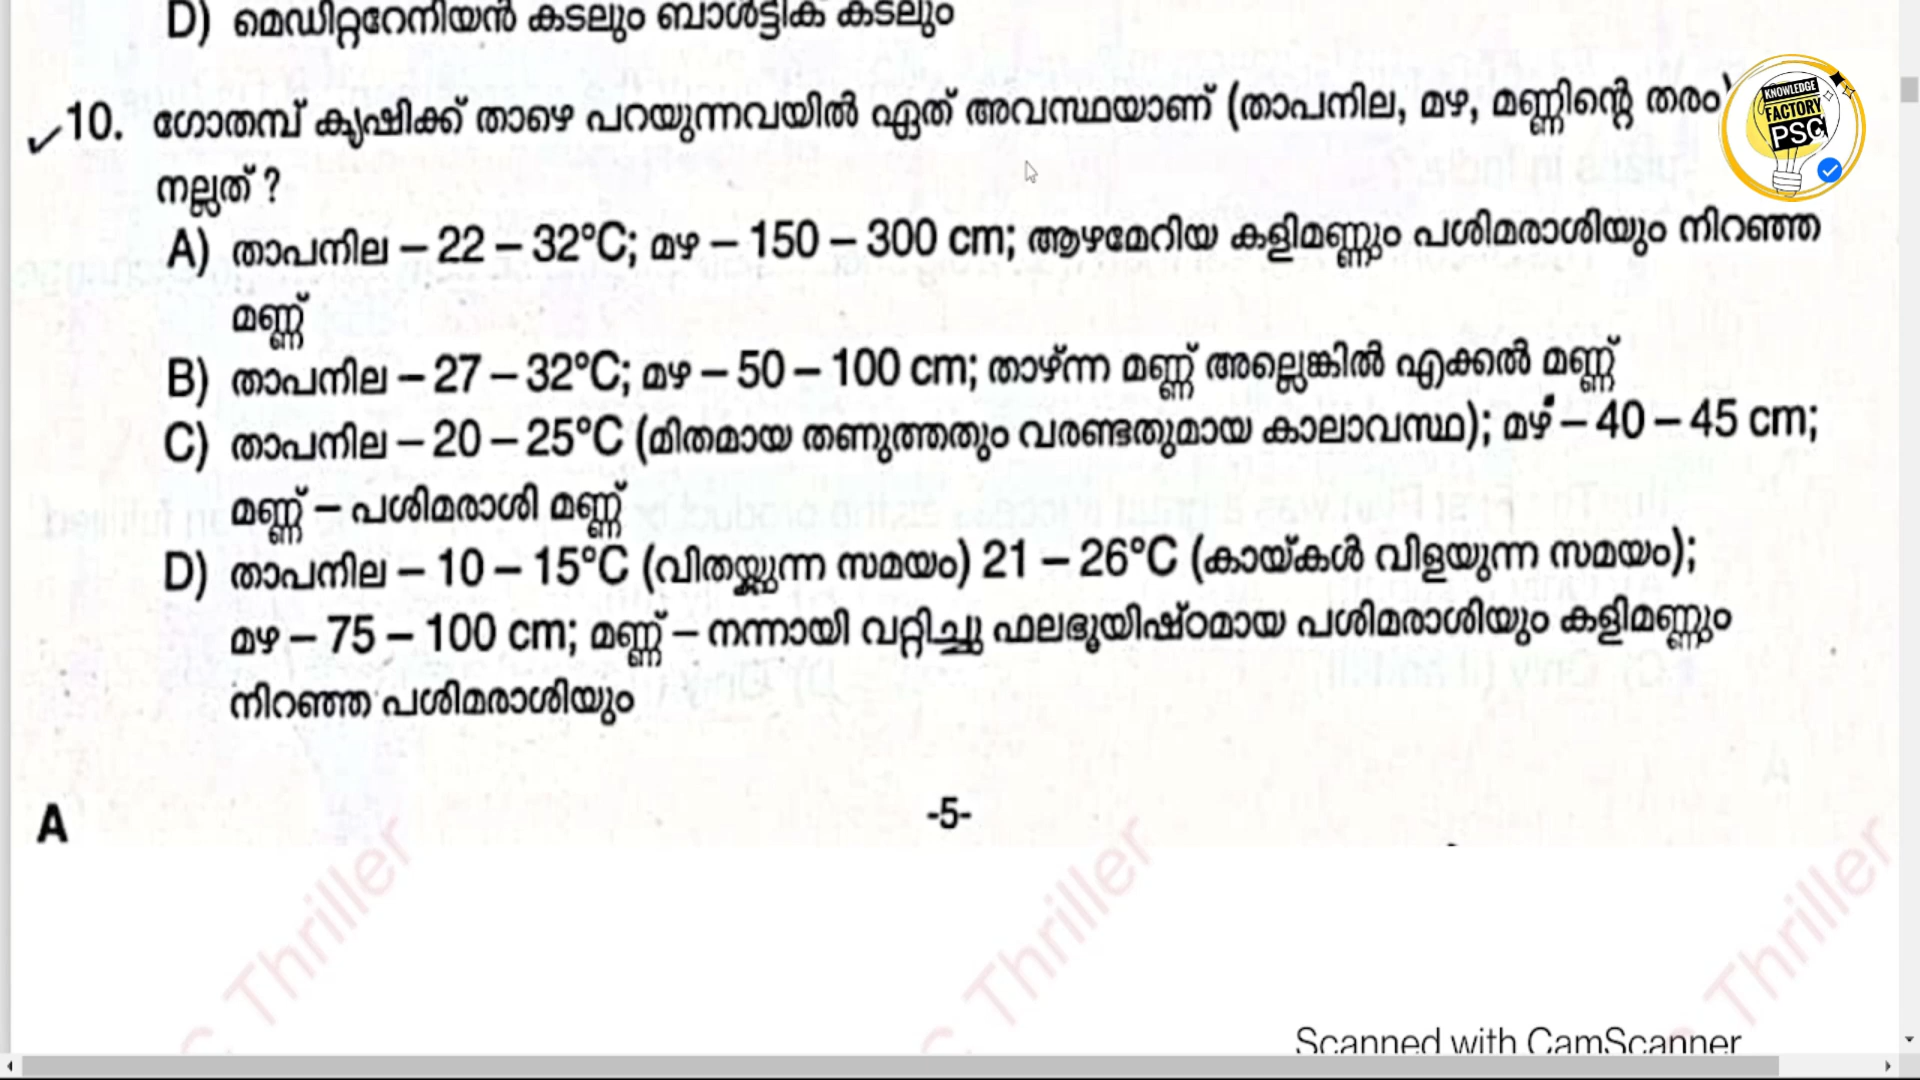 D) മെഡിറ്ററേനിയൻ കടലും ബാൾട്ടിക് കടലും
10. ഗോതമ്പ് കൃഷിക്ക് താഴെ പറയുന്നവയിൽ ഏത് അവസ്ഥയാണ് (താപനില, മഴ, മണ്ണിന്റെ തരം)
നല്ലത് ?
KNOWLEDGE
FACTORY
PSC
A) താപനില – 22 – 32°C; മഴ – 150 – 300 cm; ആഴമേറിയ കളിമണ്ണും പശിമരാശിയും നിറഞ്ഞ
മണ്ണ്
B) താപനില – 27 – 32°C; മഴ – 50 – 100 cm; താഴ്ന്ന മണ്ണ് അല്ലെങ്കിൽ എക്കൽ മണ്ണ്
C) താപനില – 20 – 25°C (മിതമായ തണുത്തതും വരണ്ടതുമായ കാലാവസ്ഥ); മഴ – 40 – 45 cm;
മണ്ണ് – പശിമരാശി മണ്ണ്
D) താപനില – 10 – 15°C (വിതയ്ക്കുന്ന സമയം) 21 – 26°C (കായ്കൾ വിളയുന്ന സമയം);
മഴ – 75 – 100 cm; മണ്ണ് – നന്നായി വറ്റിച്ചു ഫലഭൂയിഷ്ഠമായ പശിമരാശിയും കളിമണ്ണും
നിറഞ്ഞ പശിമരാശിയും
A
-5-
Thriller
Thriller
Thriller
Scanned with CamScanner